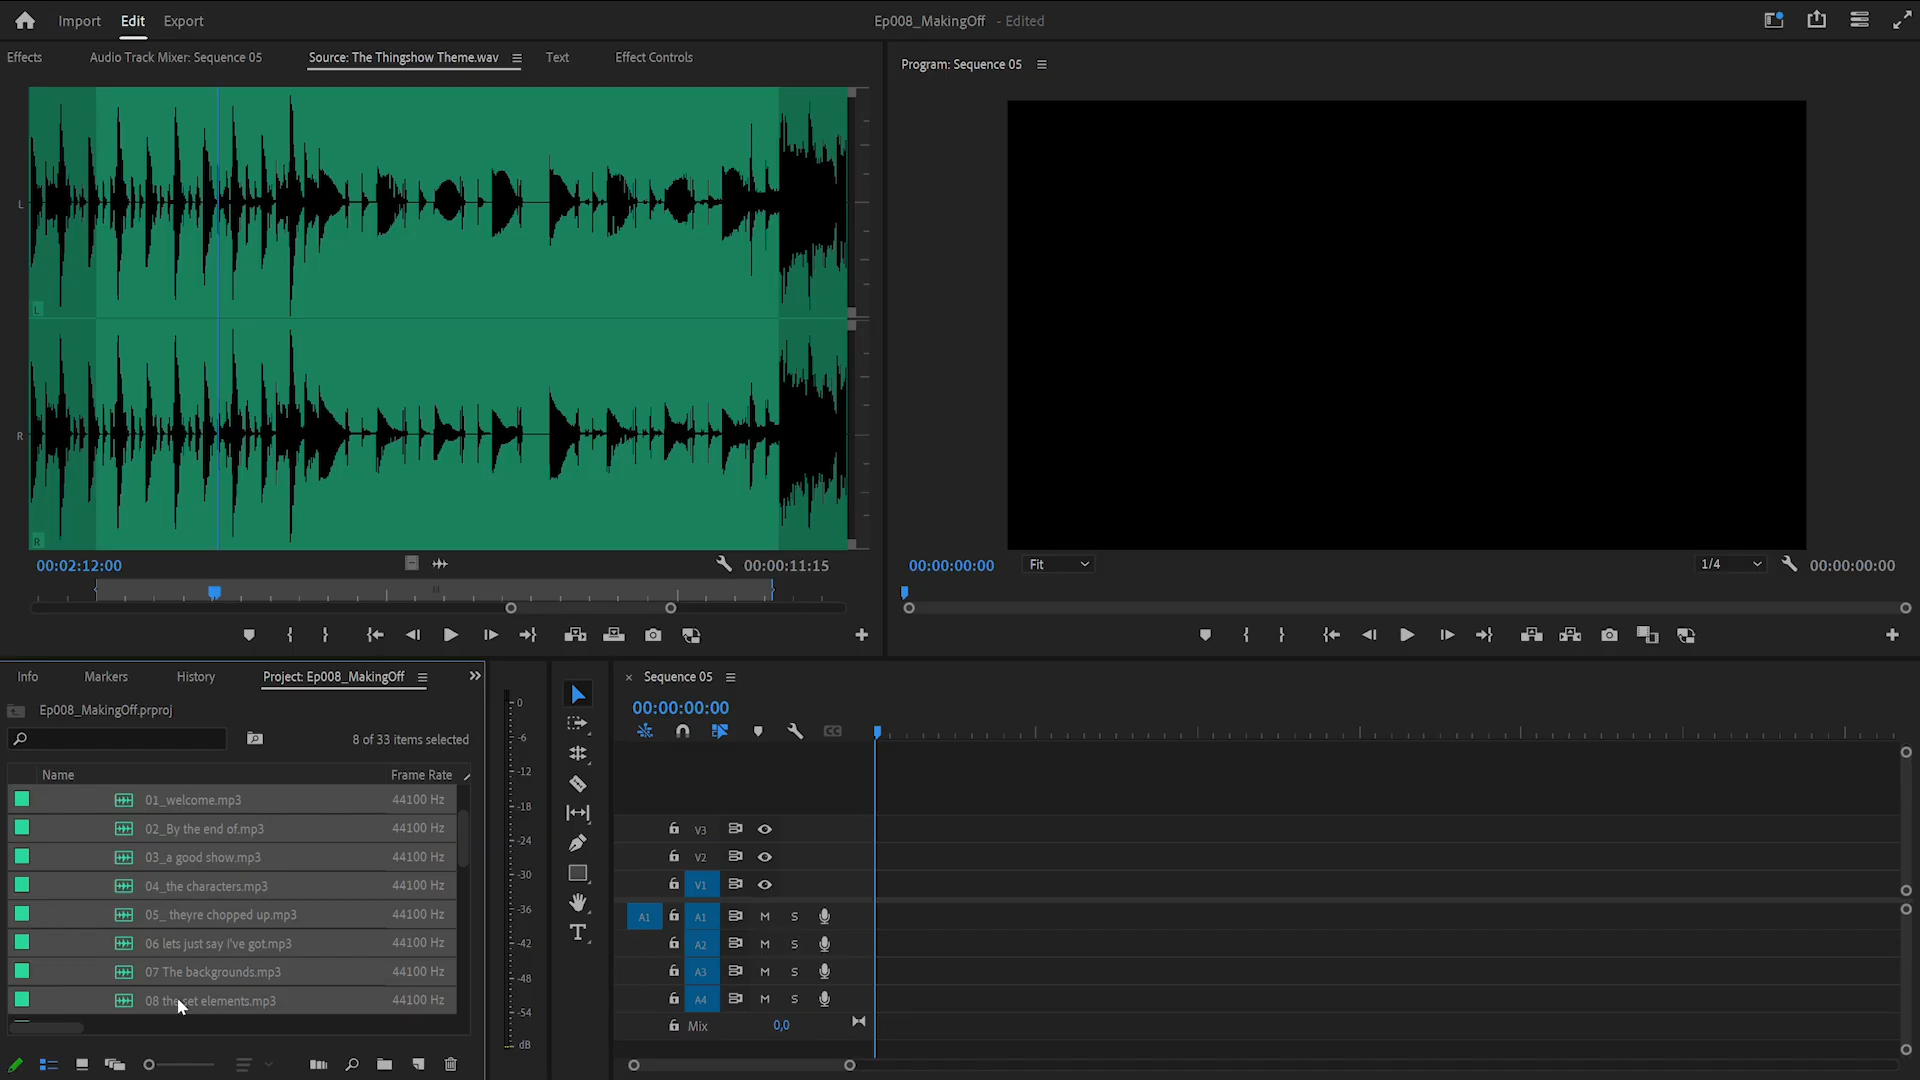 Import Edit Export Ep008_MakingOff - Edited
Effects Audio Track Mixer: Sequence 05 Source: The Thingshow Theme.wav Text Effect Controls
Program: Sequence 05
L
L
R
R
00:02:12:00 00:00:11:15
00:00:00:00 Fit 1/4 00:00:00:00
Info Markers History Project: Ep008_MakingOff
Ep008_MakingOff.prproj
8 of 33 items selected
Name Frame Rate
01_welcome.mp3 44100 Hz
02_By the end of.mp3 44100 Hz
03_a good show.mp3 44100 Hz
04_the characters.mp3 44100 Hz
05_ theyre chopped up.mp3 44100 Hz
06 lets just say I've got.mp3 44100 Hz
07 The backgrounds.mp3 44100 Hz
08 the set elements.mp3 44100 Hz
0
-6
-12
-18
-24
-30
-36
-42
-48
-54
dB
T
Sequence 05
00:00:00:00
CC
V3
V2
V1
A1 A1 M S
A2 M S
A3 M S
A4 M S
Mix 0,0